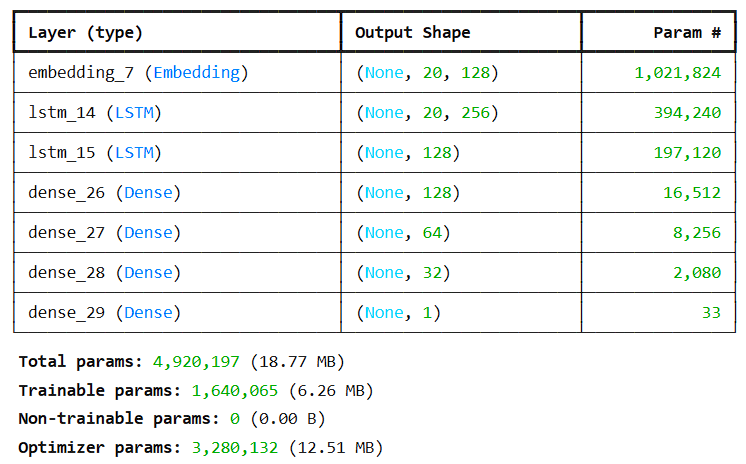 Layer (type) Output Shape Param #
embedding_7 (Embedding) (None, 20, 128) 1,021,824
lstm_14 (LSTM) (None, 20, 256) 394,240
lstm_15 (LSTM) (None, 128) 197,120
dense_26 (Dense) (None, 128) 16,512
dense_27 (Dense) (None, 64) 8,256
dense_28 (Dense) (None, 32) 2,080
dense_29 (Dense) (None, 1) 33
Total params: 4,920,197 (18.77 MB)
Trainable params: 1,640,065 (6.26 MB)
Non-trainable params: 0 (0.00 B)
Optimizer params: 3,280,132 (12.51 MB)